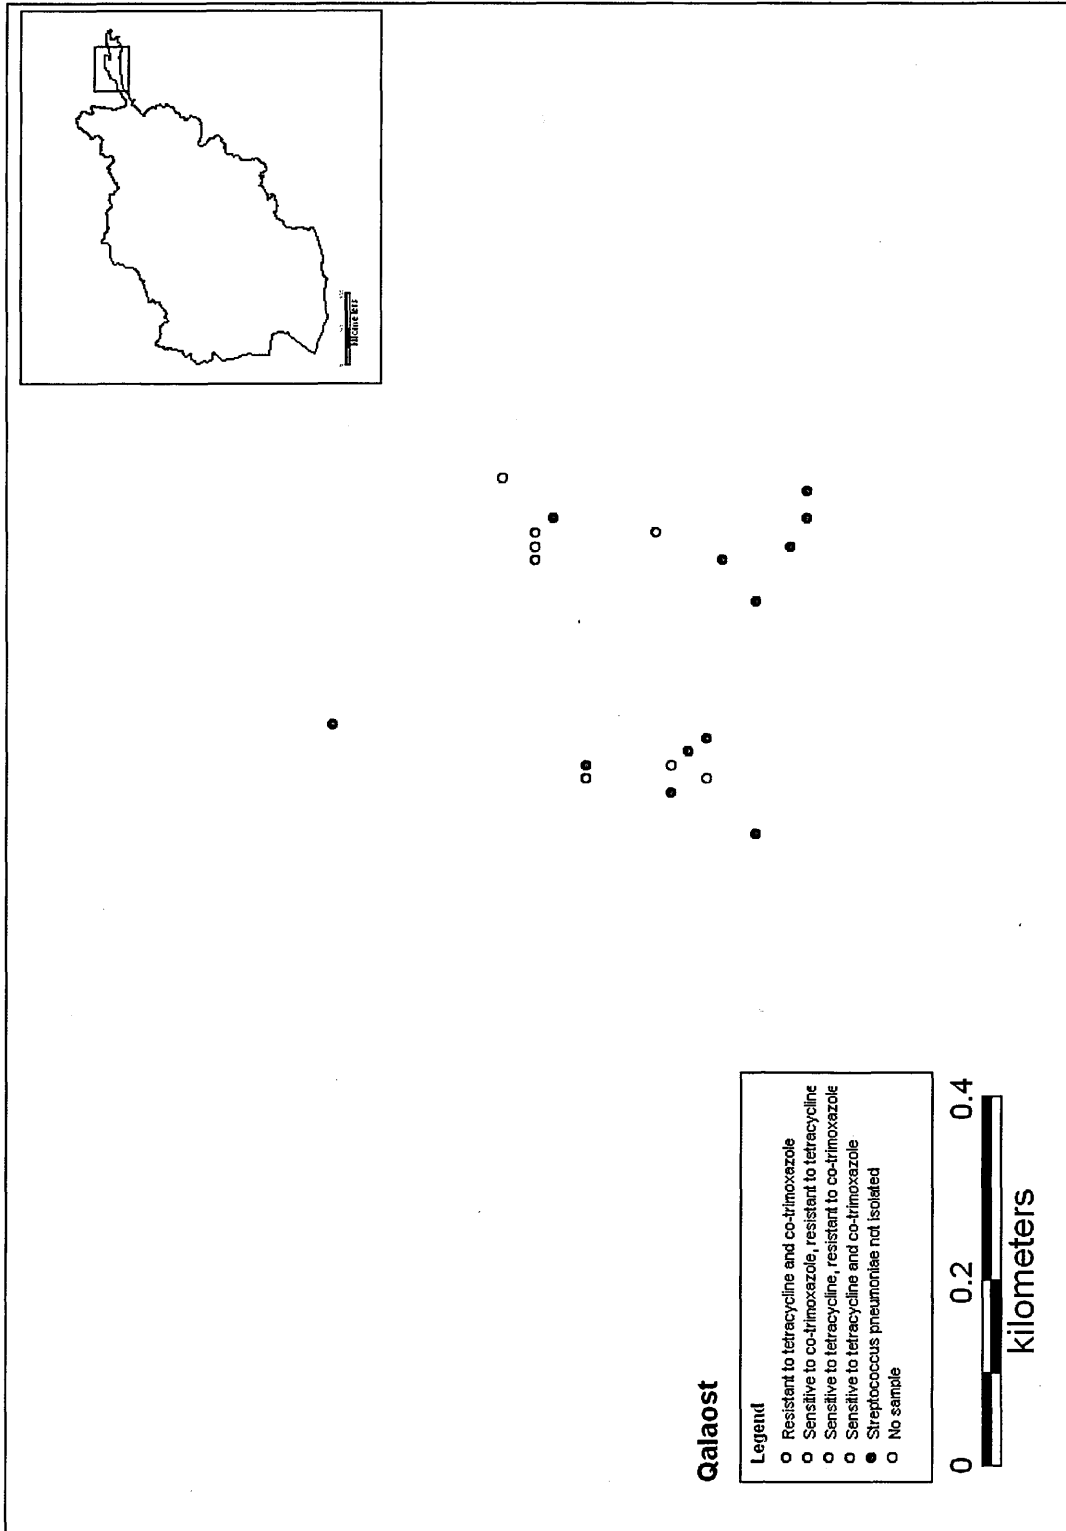 Qalaost
Legend
Resistant to tetracycline and co-trimoxazole
Sensitive to co-trimoxazole, resistant to tetracycline
Sensitive to tetracycline, resistant to co-trimoxazole
Sensitive to tetracycline and co-trimoxazole
Streptococcus pneumoniae not isolated
No sample
0 0.2 0.4
kilometers